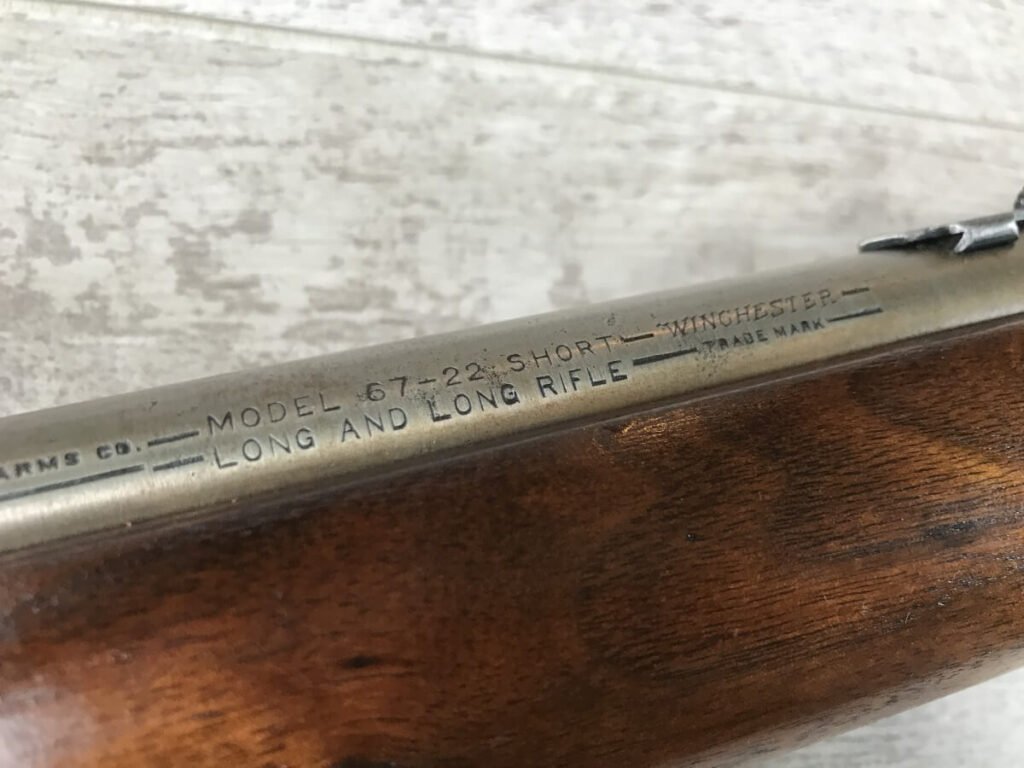 ARMS CO. — MODEL 67-22 SHORT — WINCHESTER —
— LONG AND LONG RIFLE — TRADE MARK —